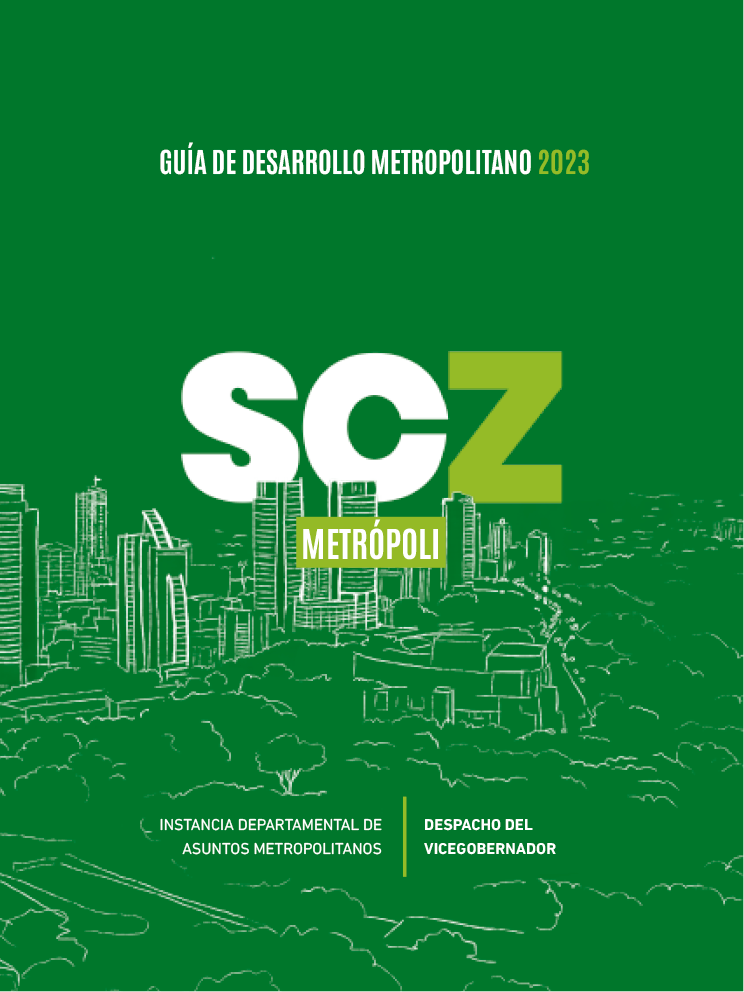 GUÍA DE DESARROLLO METROPOLITANO 2023
SCZ
METRÓPOLI
INSTANCIA DEPARTAMENTAL DE
ASUNTOS METROPOLITANOS
DESPACHO DEL
VICEGOBERNADOR